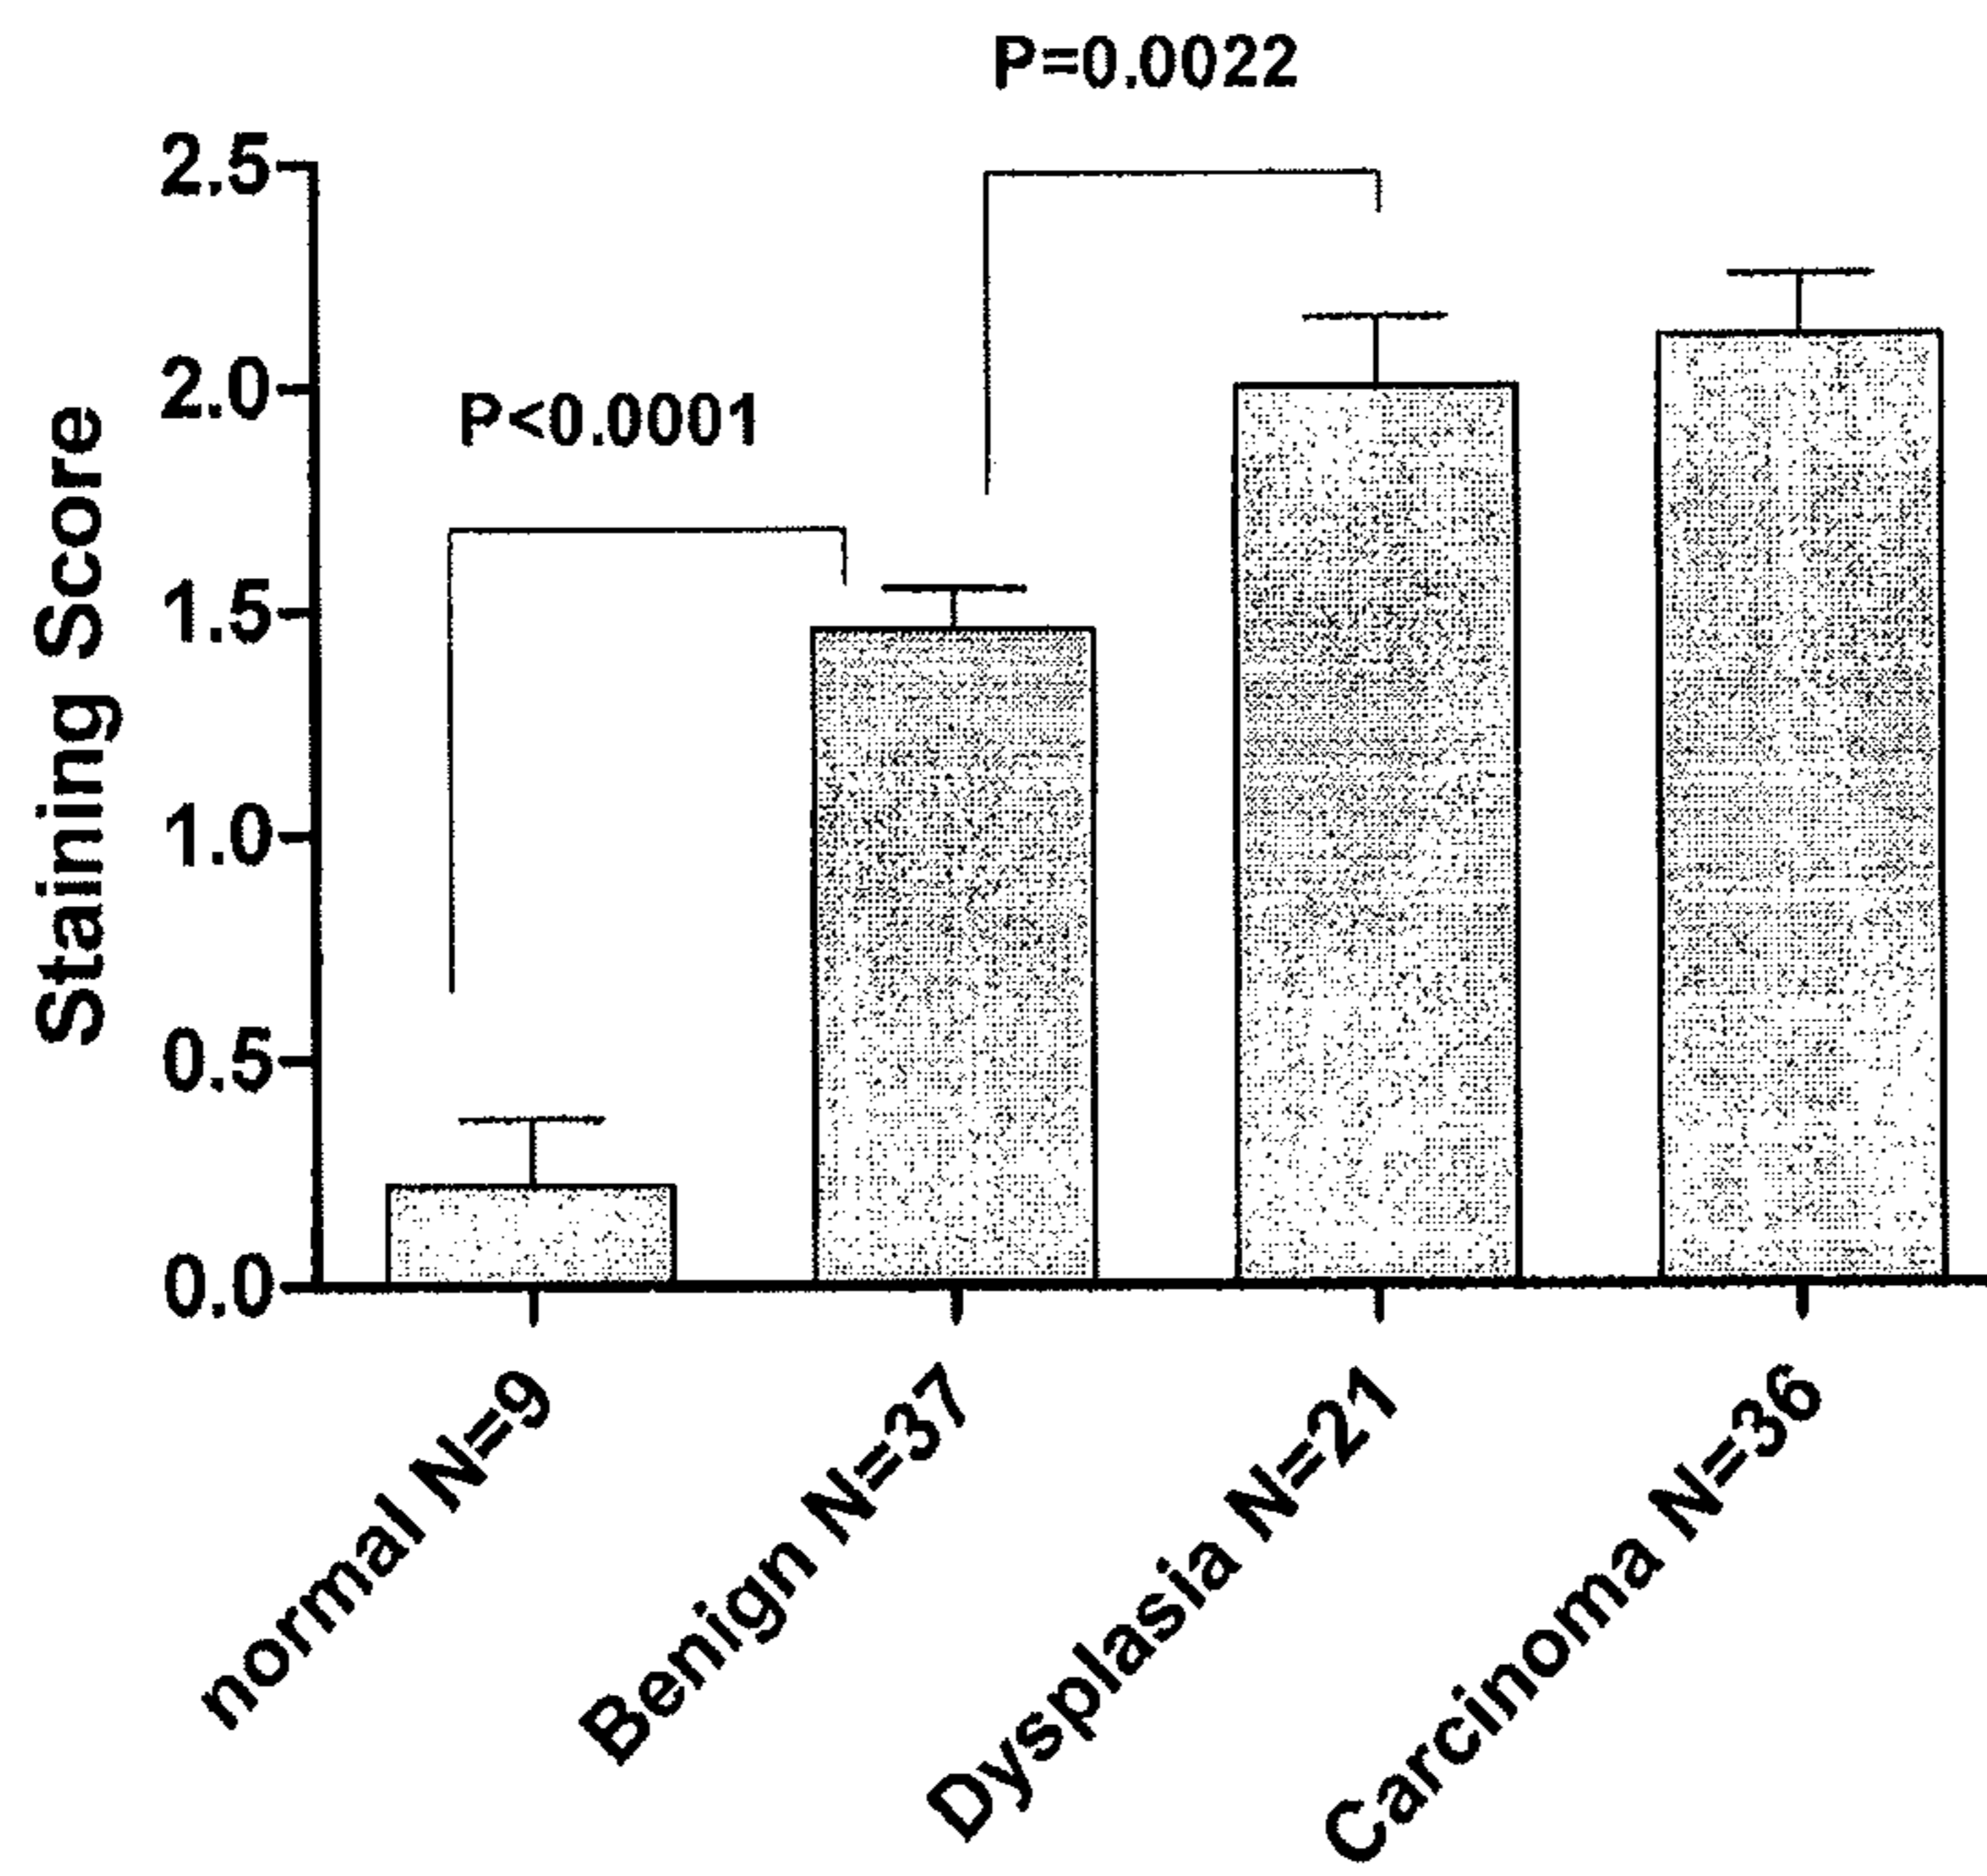 P=0.0022
2.5
2.0
P<0.0001
1.5
1.0
0.5
0.0
Staining Score
normal N=9
Benign N=37
Dysplasia N=21
Carcinoma N=36